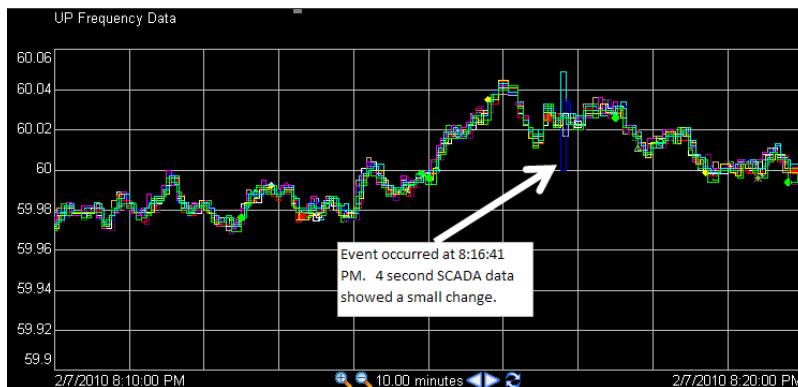 UP Frequency Data
60.06
60.04
60.02
60
59.98
59.96
59.94
59.92
59.9
Event occurred at 8:16:41
PM. 4 second SCADA data
showed a small change.
2/7/2010 8:10:00 PM
10.00 minutes
2/7/2010 8:20:00 PM